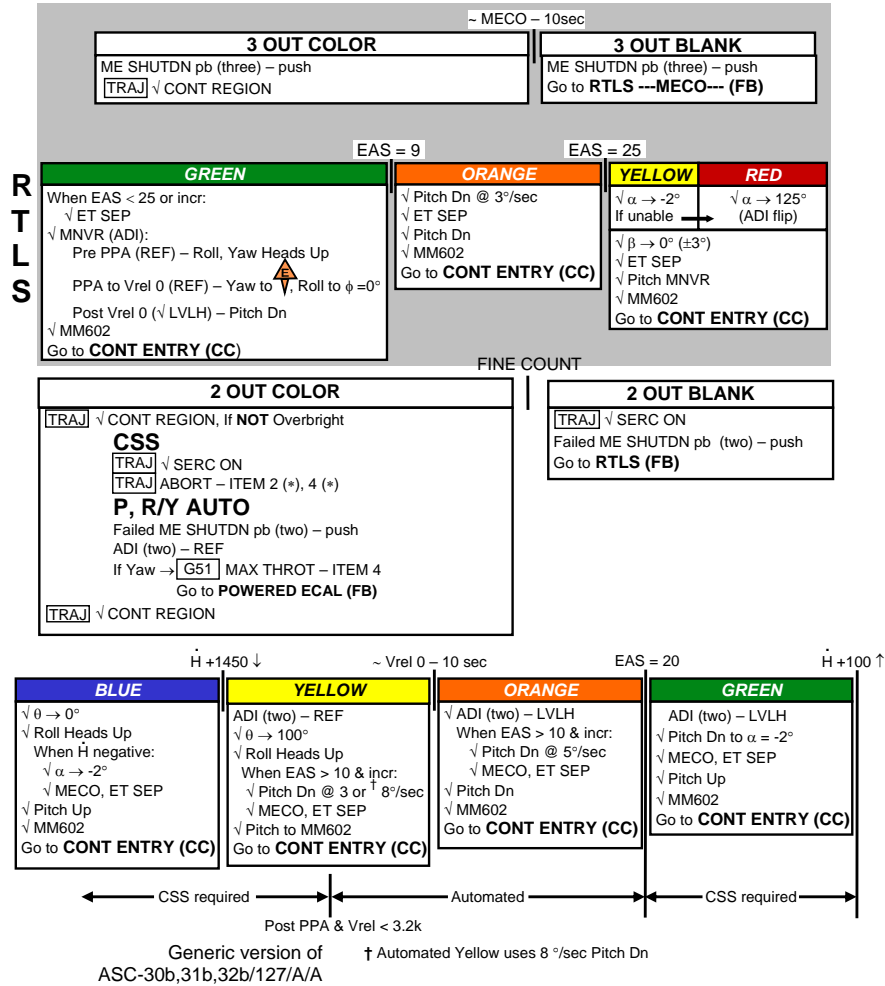 ~ MECO – 10sec
3 OUT COLOR
ME SHUTDN pb (three) – push
TRAJ √ CONT REGION
3 OUT BLANK
ME SHUTDN pb (three) – push
Go to RTLS ---MECO--- (FB)
RTLS
EAS = 9
EAS = 25
GREEN
When EAS < 25 or incr:
√ ET SEP
√ MNVR (ADI):
Pre PPA (REF) – Roll, Yaw Heads Up
PPA to Vrel 0 (REF) – Yaw to E, Roll to ϕ =0°
Post Vrel 0 (√ LVLH) – Pitch Dn
√ MM602
Go to CONT ENTRY (CC)
ORANGE
√ Pitch Dn @ 3°/sec
√ ET SEP
√ Pitch Dn
√ MM602
Go to CONT ENTRY (CC)
YELLOW
√ α → -2°
If unable
RED
√ α → 125°
(ADI flip)
√ β → 0° (±3°)
√ ET SEP
√ Pitch MNVR
√ MM602
Go to CONT ENTRY (CC)
FINE COUNT
2 OUT COLOR
TRAJ √ CONT REGION, If NOT Overbright
CSS
TRAJ √ SERC ON
TRAJ ABORT – ITEM 2 (∗), 4 (∗)
P, R/Y AUTO
Failed ME SHUTDN pb (two) – push
ADI (two) – REF
If Yaw → G51 MAX THROT – ITEM 4
Go to POWERED ECAL (FB)
TRAJ √ CONT REGION
2 OUT BLANK
TRAJ √ SERC ON
Failed ME SHUTDN pb (two) – push
Go to RTLS (FB)
Ḣ +1450 ↓
~ Vrel 0 – 10 sec
EAS = 20
Ḣ +100 ↑
BLUE
√ θ → 0°
√ Roll Heads Up
When Ḣ negative:
√ α → -2°
√ MECO, ET SEP
√ Pitch Up
√ MM602
Go to CONT ENTRY (CC)
YELLOW
ADI (two) – REF
√ θ → 100°
√ Roll Heads Up
When EAS > 10 & incr:
√ Pitch Dn @ 3 or † 8°/sec
√ MECO, ET SEP
√ Pitch to MM602
Go to CONT ENTRY (CC)
ORANGE
√ ADI (two) – LVLH
When EAS > 10 & incr:
√ Pitch Dn @ 5°/sec
√ MECO, ET SEP
√ Pitch Dn
√ MM602
Go to CONT ENTRY (CC)
GREEN
ADI (two) – LVLH
√ Pitch Dn to α = -2°
√ MECO, ET SEP
√ Pitch Up
√ MM602
Go to CONT ENTRY (CC)
CSS required
Automated
CSS required
Post PPA & Vrel < 3.2k
Generic version of
ASC-30b,31b,32b/127/A/A
† Automated Yellow uses 8 °/sec Pitch Dn